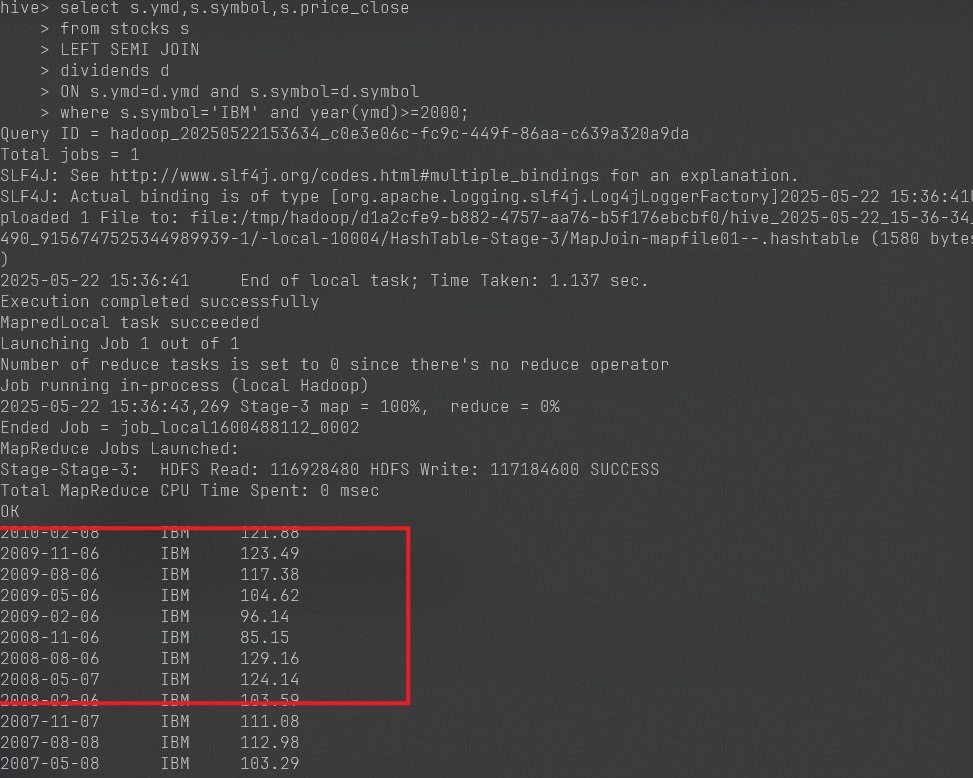 hive> select s.ymd,s.symbol,s.price_close
    > from stocks s
    > LEFT SEMI JOIN
    > dividends d
    > ON s.ymd=d.ymd and s.symbol=d.symbol
    > where s.symbol='IBM' and year(ymd)>=2000;
Query ID = hadoop_20250522153634_c0e3e06c-fc9c-449f-86aa-c639a320a9da
Total jobs = 1
SLF4J: See http://www.slf4j.org/codes.html#multiple_bindings for an explanation.
SLF4J: Actual binding is of type [org.apache.logging.slf4j.Log4jLoggerFactory]2025-05-22 15:36:41U
ploaded 1 File to: file:/tmp/hadoop/d1a2cfe9-b882-4757-aa76-b5f176ebcbf0/hive_2025-05-22_15-36-34_
490_9156747525344989939-1/-local-10004/HashTable-Stage-3/MapJoin-mapfile01--.hashtable (1580 bytes
)
2025-05-22 15:36:41     End of local task; Time Taken: 1.137 sec.
Execution completed successfully
MapredLocal task succeeded
Launching Job 1 out of 1
Number of reduce tasks is set to 0 since there's no reduce operator
Job running in-process (local Hadoop)
2025-05-22 15:36:43,269 Stage-3 map = 100%,  reduce = 0%
Ended Job = job_local1600488112_0002
MapReduce Jobs Launched:
Stage-Stage-3:  HDFS Read: 116928480 HDFS Write: 117184600 SUCCESS
Total MapReduce CPU Time Spent: 0 msec
OK
2010-02-08      IBM     121.88
2009-11-06      IBM     123.49
2009-08-06      IBM     117.38
2009-05-06      IBM     104.62
2009-02-06      IBM     96.14
2008-11-06      IBM     85.15
2008-08-06      IBM     129.16
2008-05-07      IBM     124.14
2008-02-06      IBM     103.59
2007-11-07      IBM     111.08
2007-08-08      IBM     112.98
2007-05-08      IBM     103.29